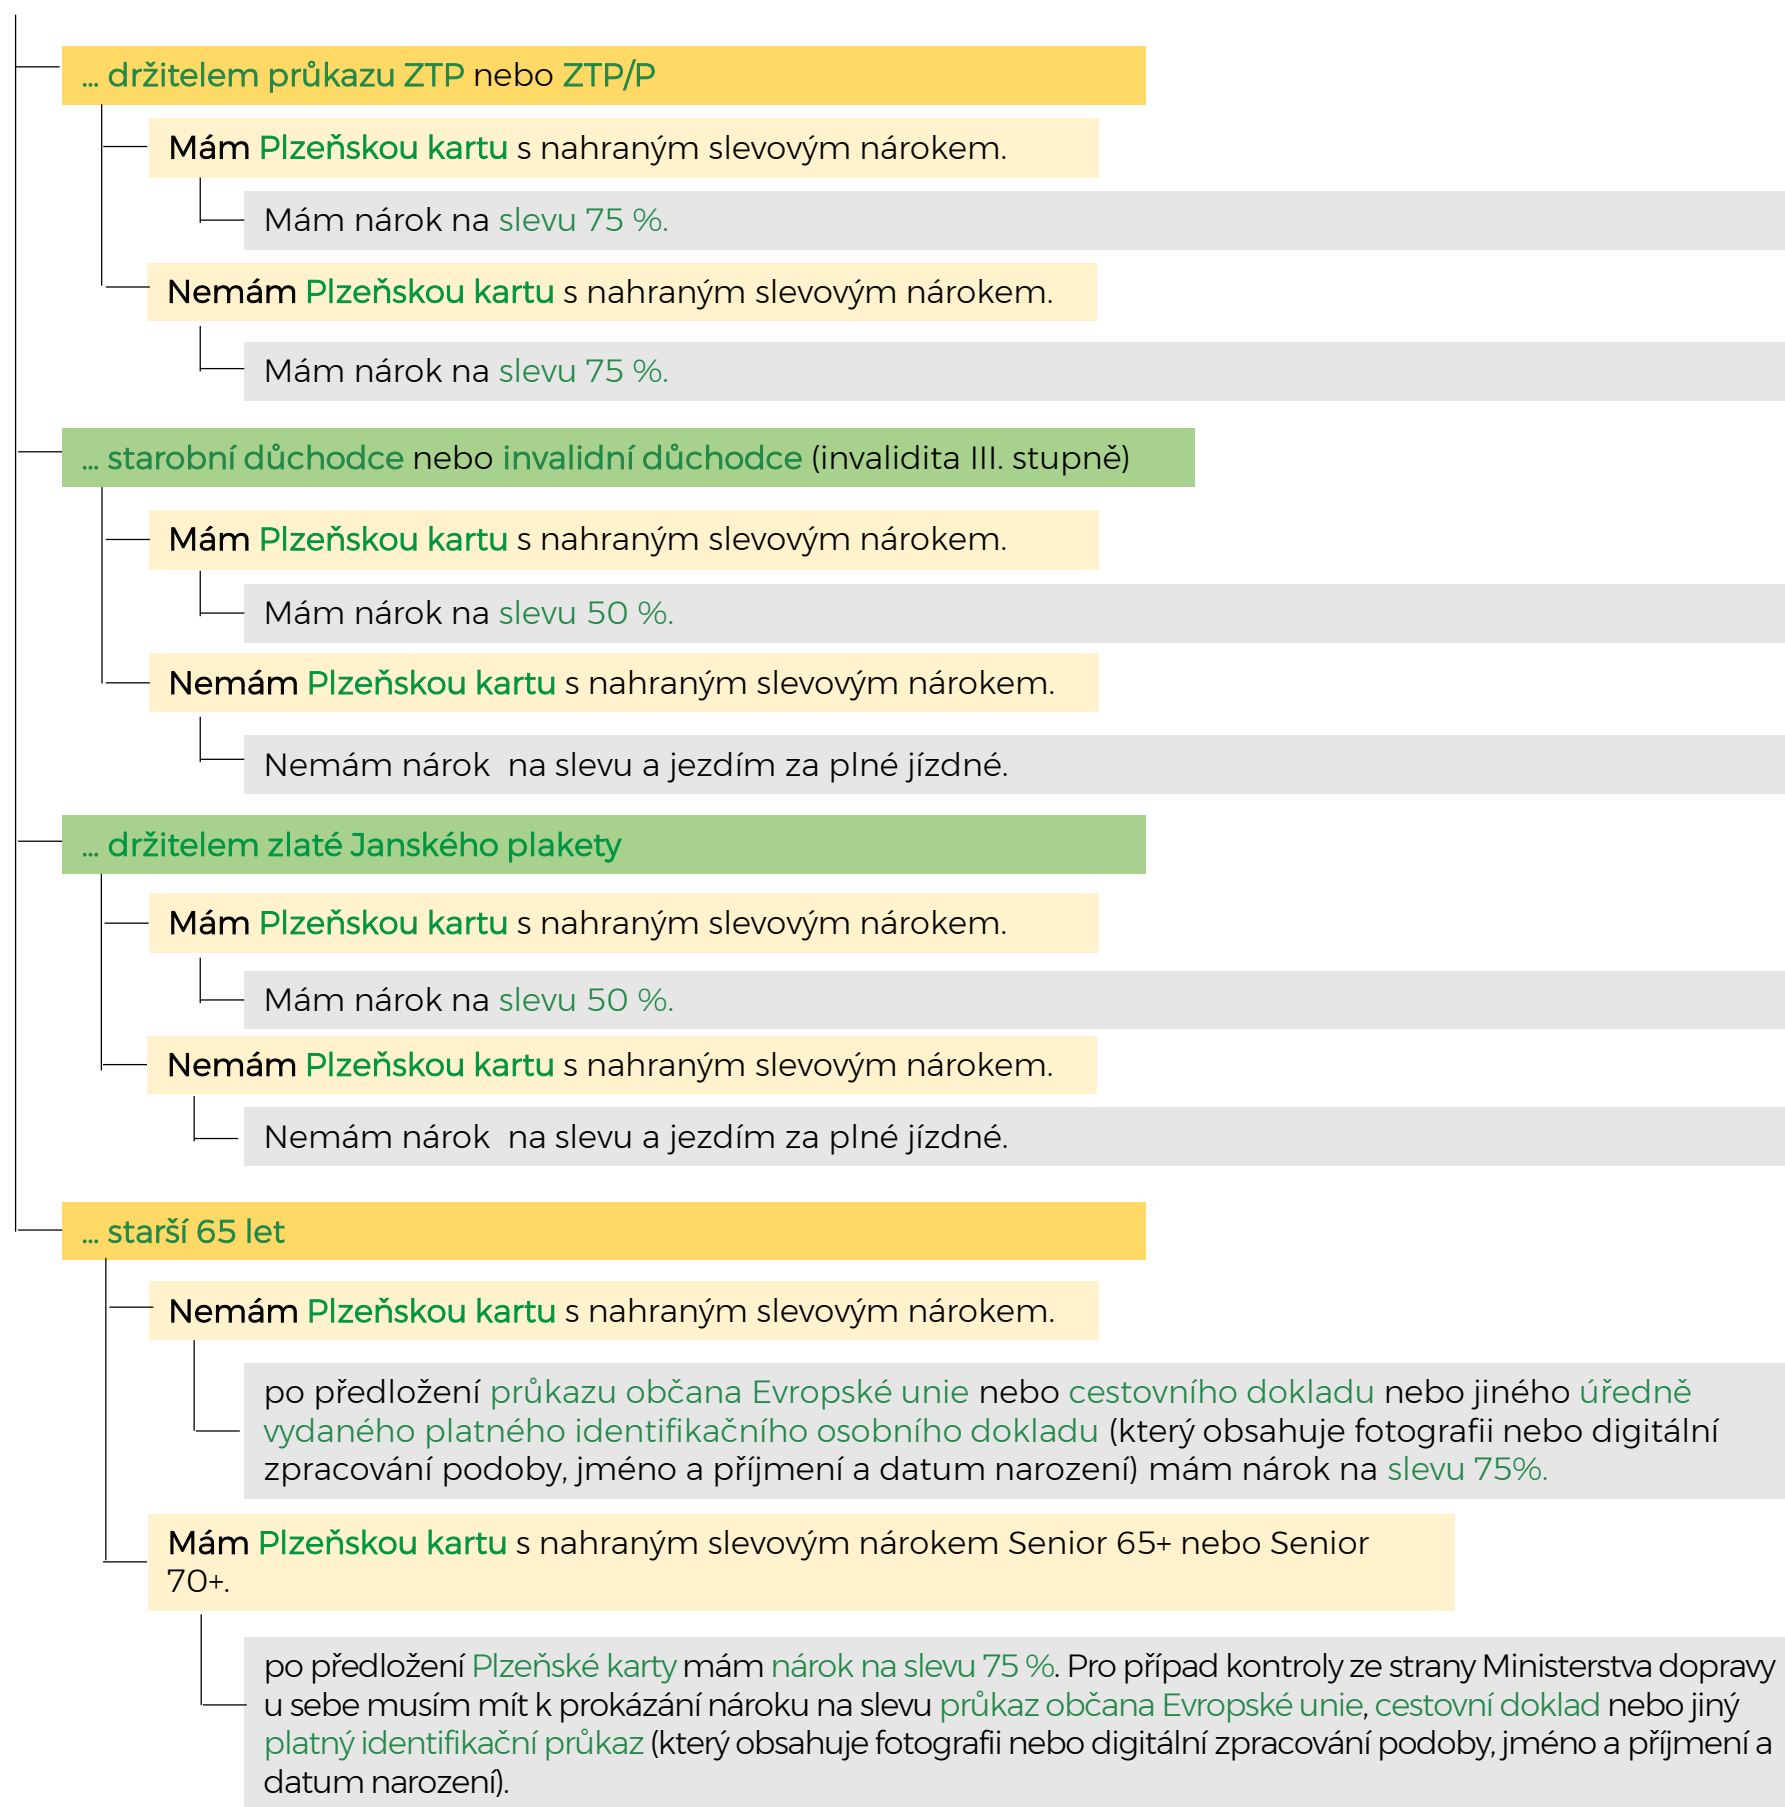 ... držitelem průkazu ZTP nebo ZTP/P
Mám Plzeňskou kartu s nahraným slevovým nárokem.
Mám nárok na slevu 75 %.
Nemám Plzeňskou kartu s nahraným slevovým nárokem.
Mám nárok na slevu 75 %.
... starobní důchodce nebo invalidní důchodce (invalidita III. stupně)
Mám Plzeňskou kartu s nahraným slevovým nárokem.
Mám nárok na slevu 50 %.
Nemám Plzeňskou kartu s nahraným slevovým nárokem.
Nemám nárok  na slevu a jezdím za plné jízdné.
... držitelem zlaté Janského plakety
Mám Plzeňskou kartu s nahraným slevovým nárokem.
Mám nárok na slevu 50 %.
Nemám Plzeňskou kartu s nahraným slevovým nárokem.
Nemám nárok  na slevu a jezdím za plné jízdné.
... starší 65 let
Nemám Plzeňskou kartu s nahraným slevovým nárokem.
po předložení průkazu občana Evropské unie nebo cestovního dokladu nebo jiného úředně
vydaného platného identifikačního osobního dokladu (který obsahuje fotografii nebo digitální
zpracování podoby, jméno a příjmení a datum narození) mám nárok na slevu 75%.
Mám Plzeňskou kartu s nahraným slevovým nárokem Senior 65+ nebo Senior
70+.
po předložení Plzeňské karty mám nárok na slevu 75 %. Pro případ kontroly ze strany Ministerstva dopravy
u sebe musím mít k prokázání nároku na slevu průkaz občana Evropské unie, cestovní doklad nebo jiný
platný identifikační průkaz (který obsahuje fotografii nebo digitální zpracování podoby, jméno a příjmení a
datum narození).